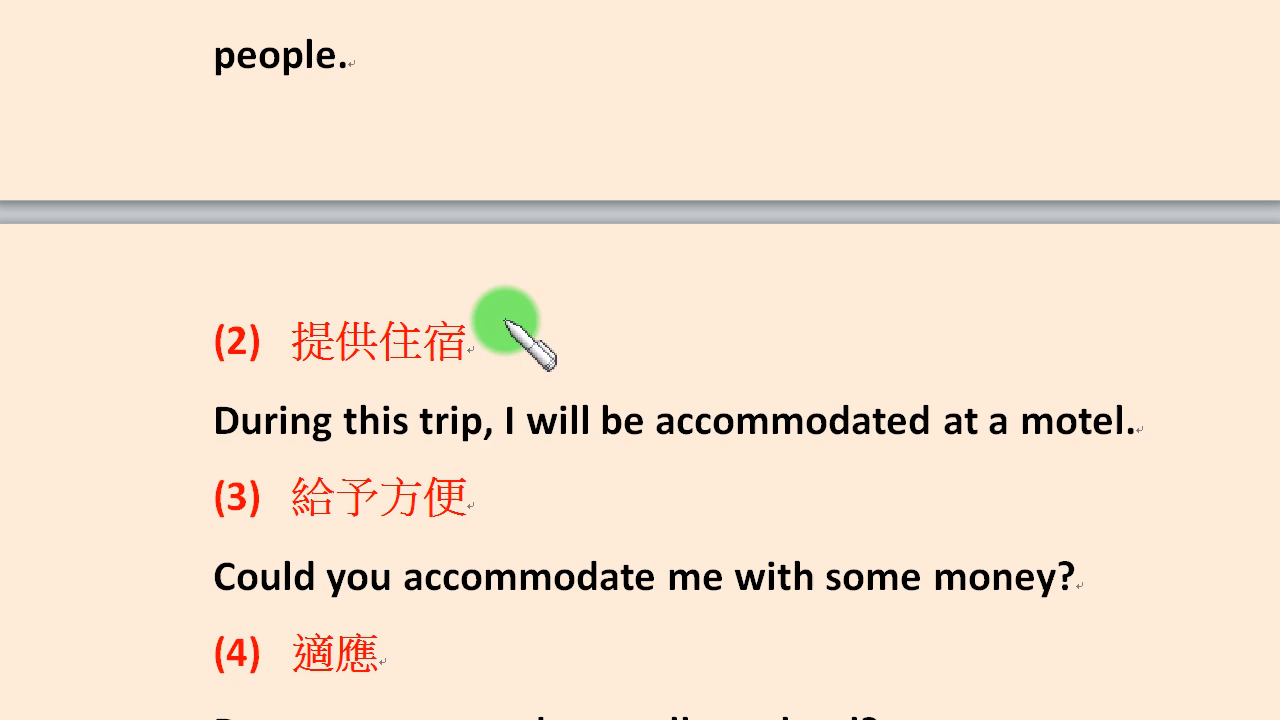 people.
(2) 提供住宿
During this trip, I will be accommodated at a motel.
(3) 給予方便
Could you accommodate me with some money?
(4) 適應